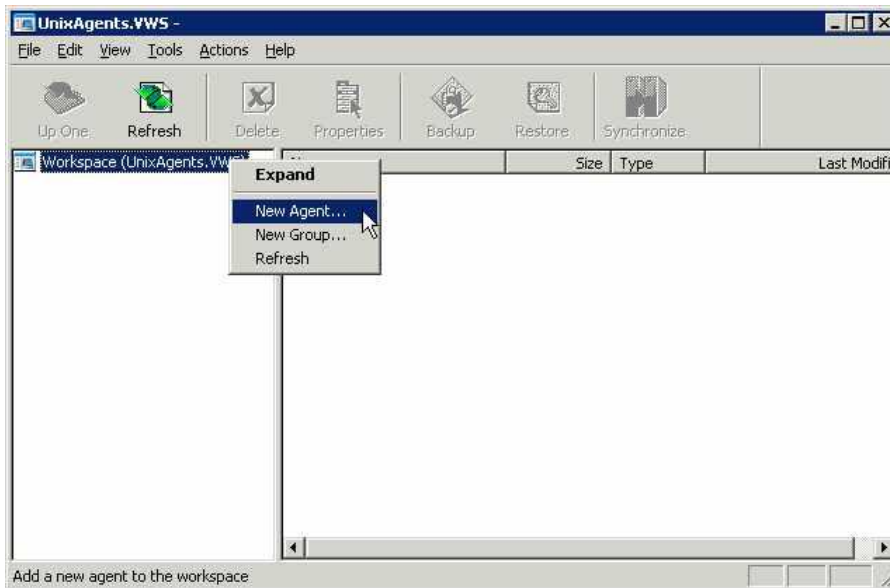 UnixAgents.VWS -
File Edit View Tools Actions Help
Up One Refresh Delete Properties Backup Restore Synchronize
Workspace (UnixAgents.VWS) Size Type Last Modifi
Expand
New Agent...
New Group...
Refresh
Add a new agent to the workspace